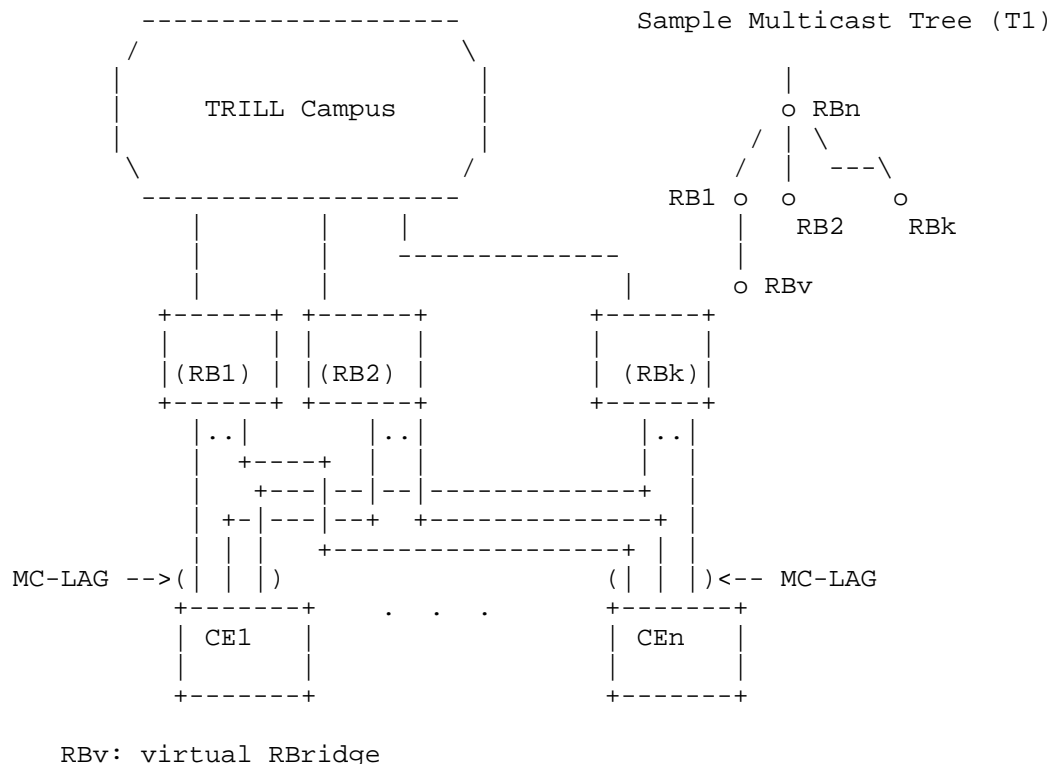 Sample Multicast Tree (T1)
TRILL Campus
o RBn
RB1 o o o
RB2 RBk
o RBv
(RB1) (RB2) (RBk)
.. .. ..
MC-LAG -->( ) ( )<-- MC-LAG
. . .
CE1 CEn
RBv: virtual RBridge